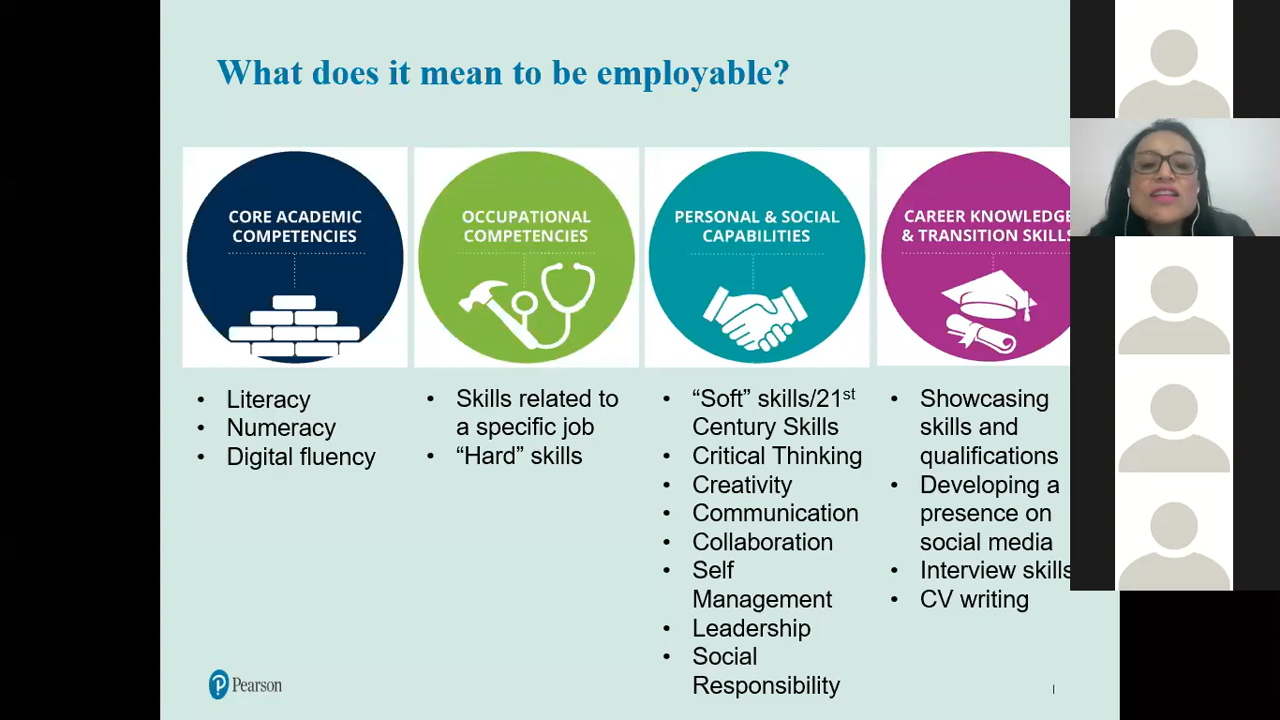 What does it mean to be employable?
CORE ACADEMIC
COMPETENCIES
OCCUPATIONAL
COMPETENCIES
PERSONAL & SOCIAL
CAPABILITIES
CAREER KNOWLEDGE
& TRANSITION SKILLS
• Literacy
• Numeracy
• Digital fluency
• Skills related to
a specific job
• “Hard” skills
• “Soft” skills/21st
Century Skills
• Critical Thinking
• Creativity
• Communication
• Collaboration
• Self
Management
• Leadership
• Social
Responsibility
• Showcasing
skills and
qualifications
• Developing a
presence on
social media
• Interview skills
• CV writing
Pearson